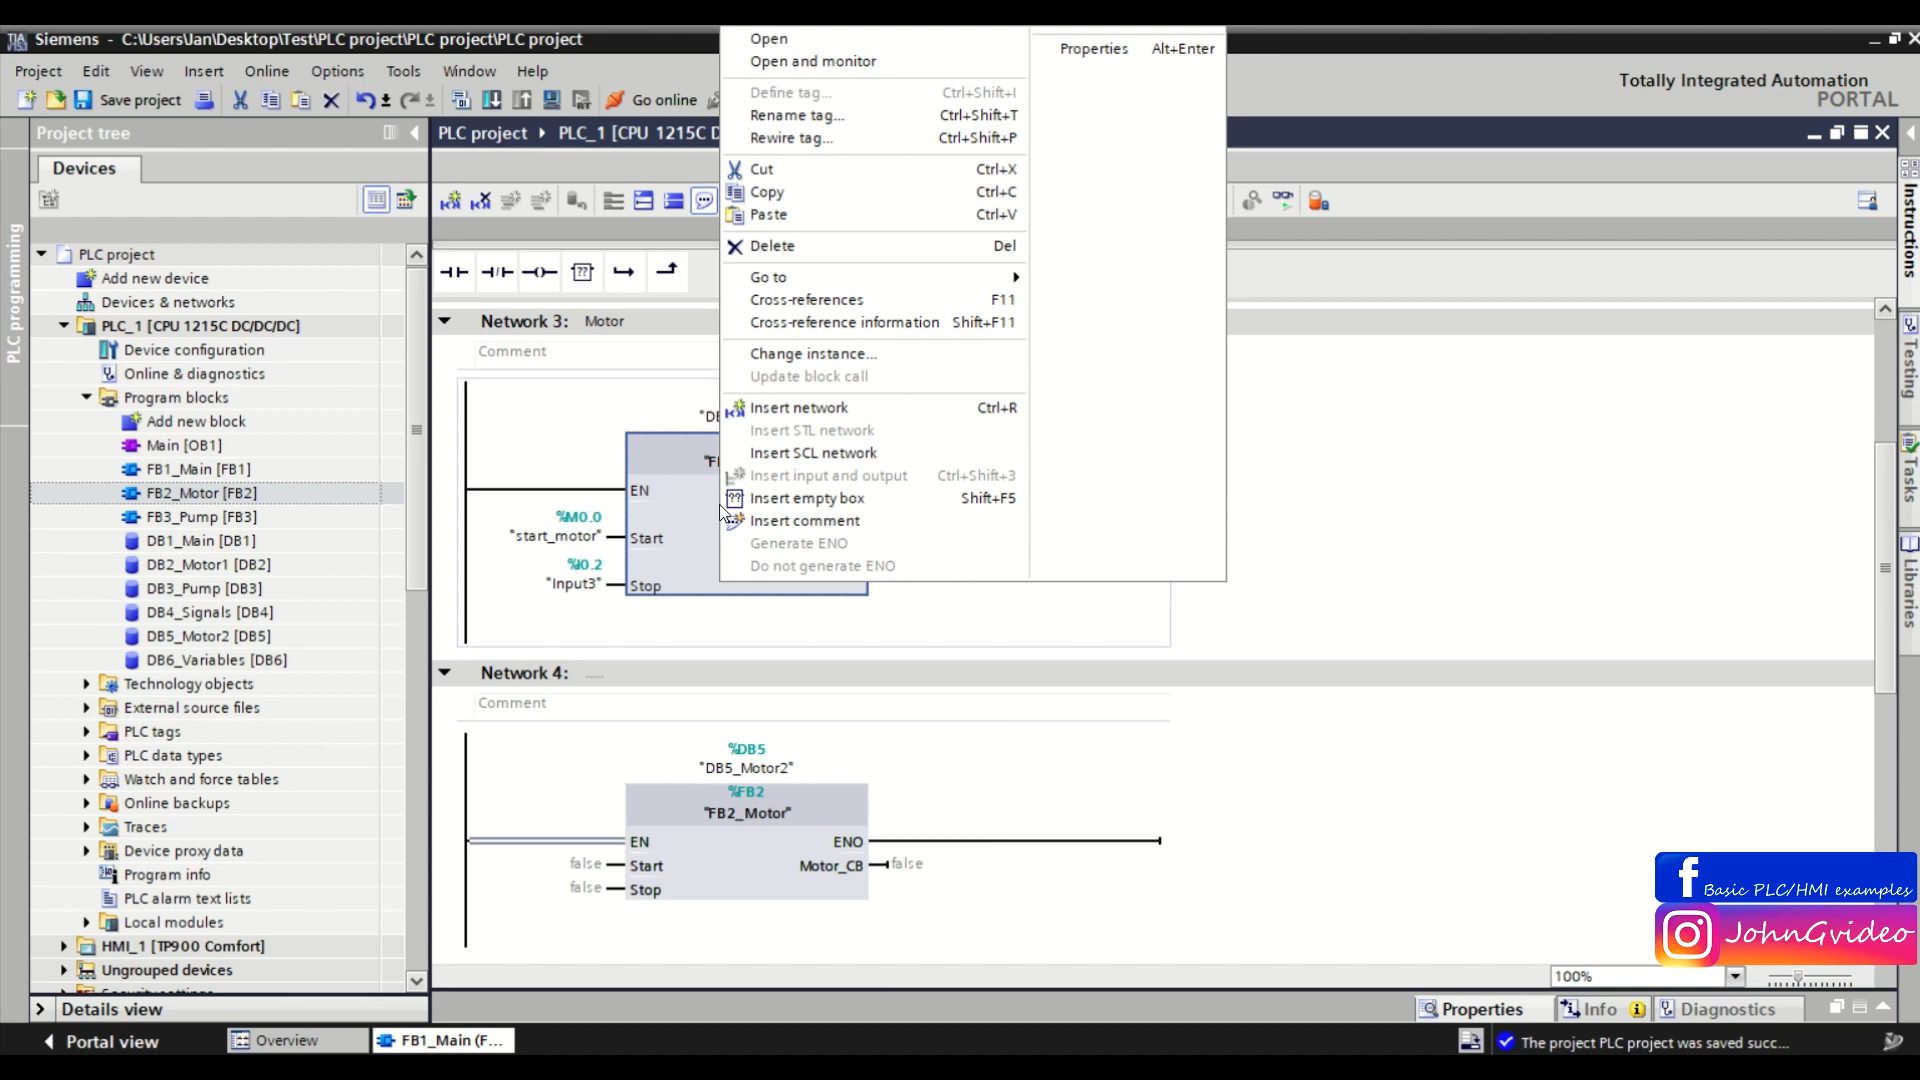 Siemens - C:\Users\Jan\Desktop\Test\PLC project\PLC project\PLC project
Project Edit View Insert Online Options Tools Window Help
Totally Integrated Automation
PORTAL
Save project
Go online
Project tree
PLC project ▸ PLC_1 [CPU 1215C D
Devices
PLC programming
PLC project
Add new device
Devices & networks
PLC_1 [CPU 1215C DC/DC/DC]
Device configuration
Online & diagnostics
Program blocks
Add new block
Main [OB1]
FB1_Main [FB1]
FB2_Motor [FB2]
FB3_Pump [FB3]
DB1_Main [DB1]
DB2_Motor1 [DB2]
DB3_Pump [DB3]
DB4_Signals [DB4]
DB5_Motor2 [DB5]
DB6_Variables [DB6]
Technology objects
External source files
PLC tags
PLC data types
Watch and force tables
Online backups
Traces
Device proxy data
Program info
PLC alarm text lists
Local modules
HMI_1 [TP900 Comfort]
Ungrouped devices
Details view
Open
Open and monitor
Define tag... Ctrl+Shift+I
Rename tag... Ctrl+Shift+T
Rewire tag... Ctrl+Shift+P
Cut Ctrl+X
Copy Ctrl+C
Paste Ctrl+V
Delete Del
Go to
Cross-references F11
Cross-reference information Shift+F11
Change instance...
Update block call
Insert network Ctrl+R
Insert STL network
Insert SCL network
Insert input and output Ctrl+Shift+3
Insert empty box Shift+F5
Insert comment
Generate ENO
Do not generate ENO
Properties Alt+Enter
Network 3: Motor
Comment
EN
%M0.0
"start_motor"
Start
%I0.2
"Input3"
Stop
Network 4: .....
Comment
%DB5
"DB5_Motor2"
%FB2
"FB2_Motor"
EN ENO
false Start Motor_CB false
false Stop
Instructions
Testing
Tasks
Libraries
Basic PLC/HMI examples
JohnGvideo
100%
Properties Info Diagnostics
Portal view Overview FB1_Main (F...
The project PLC project was saved succ...